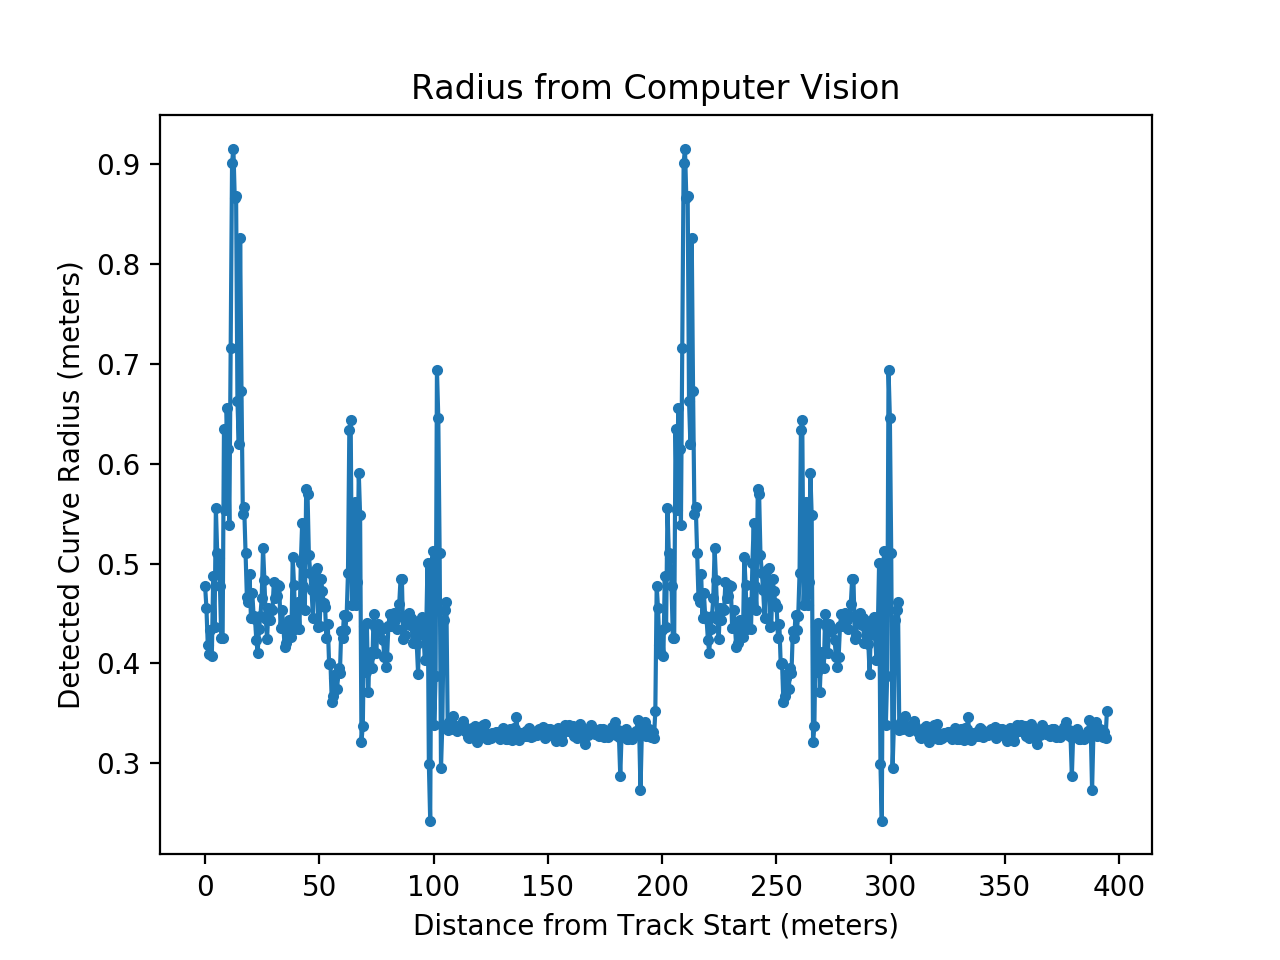 Radius from Computer Vision
Detected Curve Radius (meters)
0.9
0.8
0.7
0.6
0.5
0.4
0.3
0 50 100 150 200 250 300 350 400
Distance from Track Start (meters)